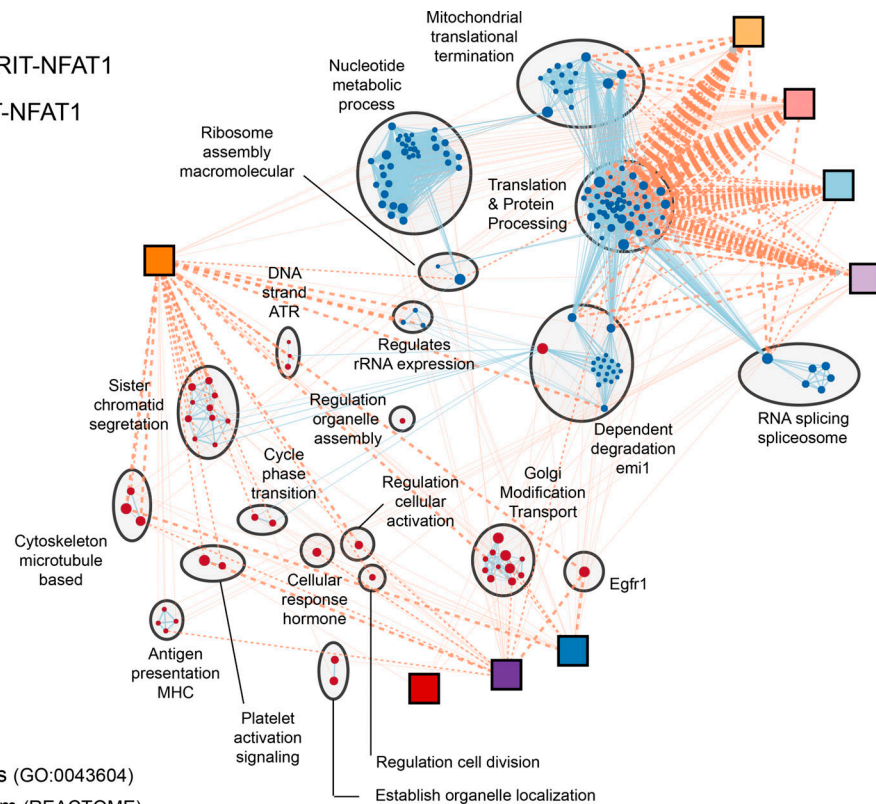 Mitochondrial
translational
termination
RIT-NFAT1
Nucleotide
metabolic
process
T-NFAT1
Ribosome
assembly
macromolecular
Translation
& Protein
Processing
DNA
strand
ATR
Regulates
rRNA expression
Sister
chromatid
segretation
Regulation
organelle
assembly
RNA splicing
spliceosome
Dependent
degradation
emi1
Cycle
phase
transition
Golgi
Modification
Transport
Regulation
cellular
activation
Cytoskeleton
microtubule
based
Cellular
response
hormone
Egfr1
Antigen
presentation
MHC
Platelet
activation
signaling
Regulation cell division
s (GO:0043604)
Establish organelle localization
m (REACTOME)